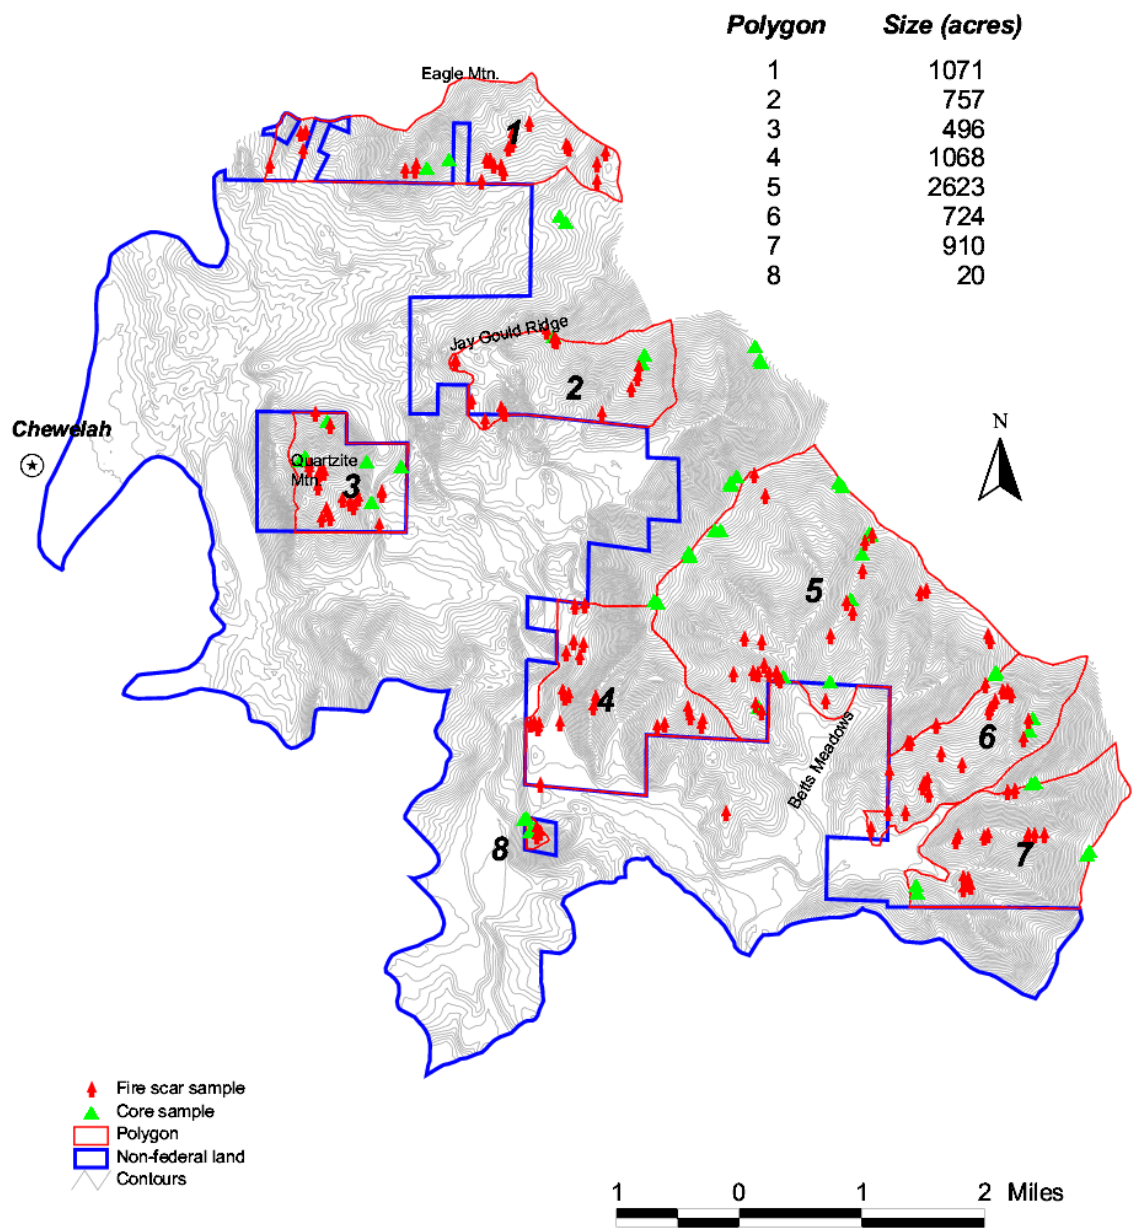 Polygon Size (acres)
1 1071
2 757
3 496
4 1068
5 2623
6 724
7 910
8 20
Eagle Mtn.
1
Jay Gould Ridge
2
Chewelah
Quartzite
Mtn.
3
N
5
4
6
Betts Meadows
8
7
Fire scar sample
Core sample
Polygon
Non-federal land
Contours
1 0 1 2 Miles